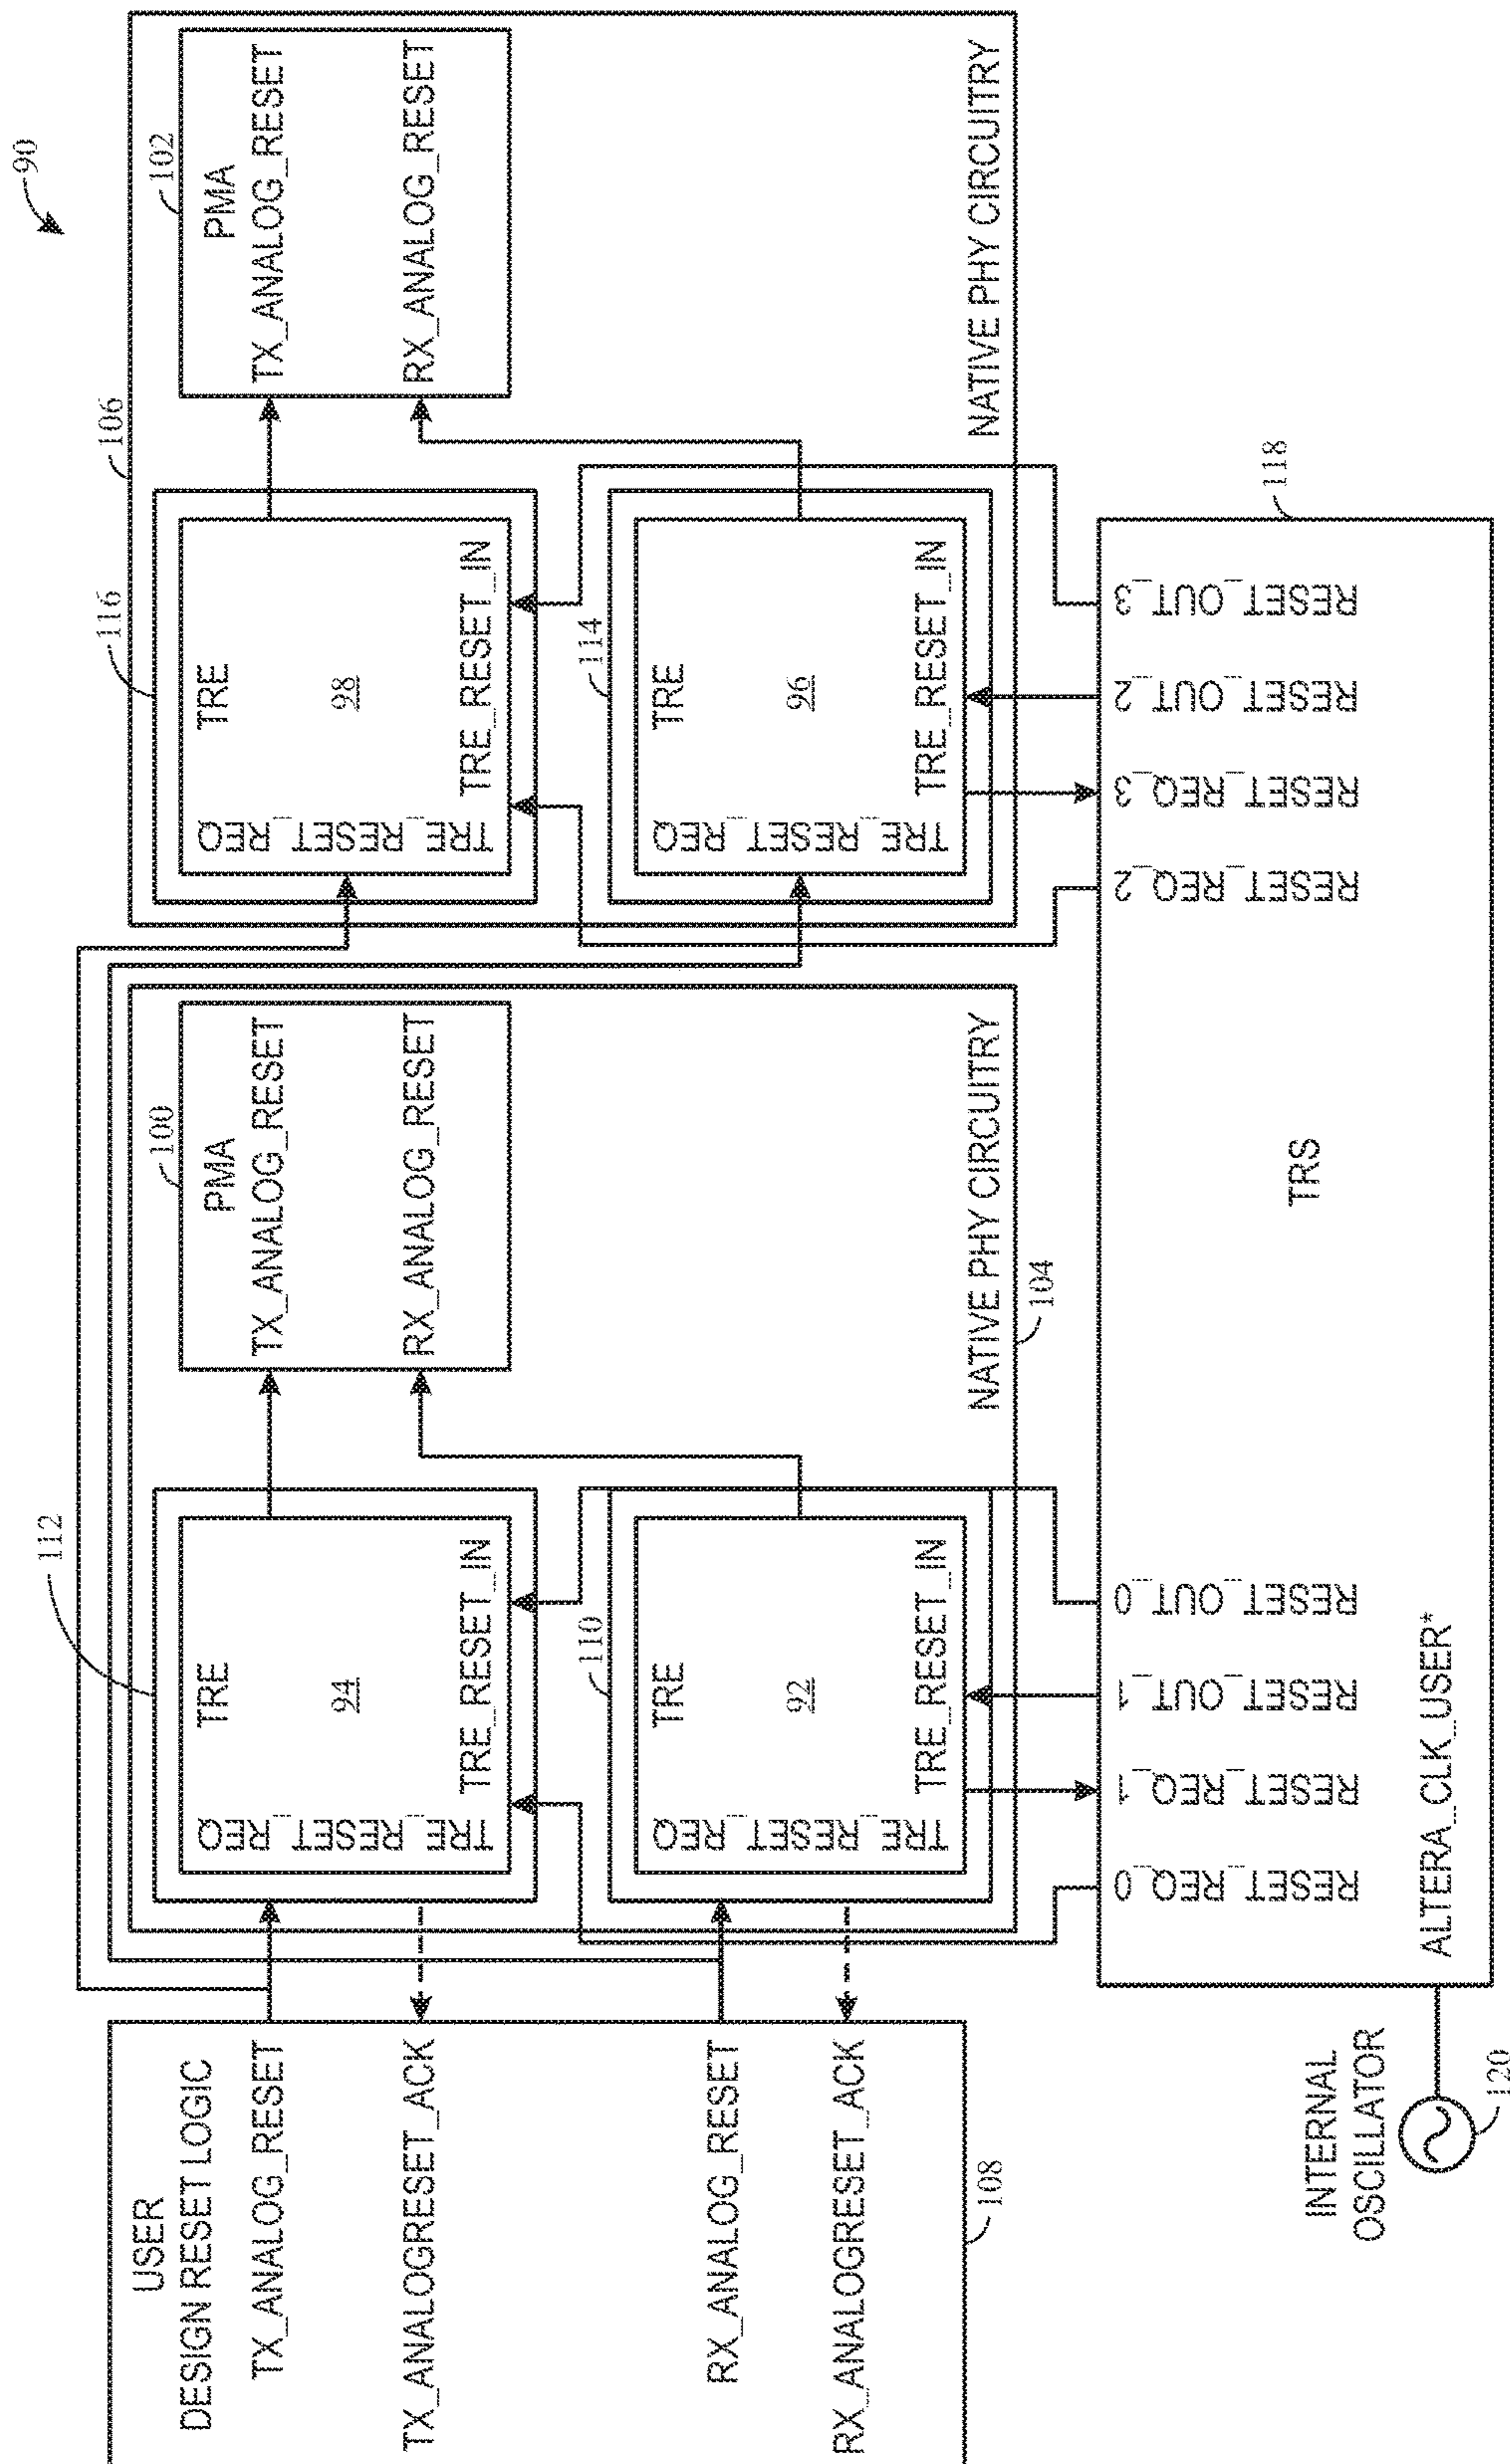 90
USER
DESIGN RESET LOGIC
TX_ANALOG_RESET
TX_ANALOGRESET_ACK
RX_ANALOG_RESET
RX_ANALOGRESET_ACK
108
112
TRE
94
TRE_RESET_REQ
TRE_RESET_IN
110
TRE
92
TRE_RESET_REQ
TRE_RESET_IN
100
PMA
TX_ANALOG_RESET
RX_ANALOG_RESET
NATIVE PHY CIRCUITRY
104
106
116
TRE
98
TRE_RESET_REQ
TRE_RESET_IN
114
TRE
96
TRE_RESET_REQ
TRE_RESET_IN
102
PMA
TX_ANALOG_RESET
RX_ANALOG_RESET
NATIVE PHY CIRCUITRY
118
RESET_REQ_0
RESET_REQ_1
RESET_OUT_1
RESET_OUT_0
RESET_REQ_2
RESET_REQ_3
RESET_OUT_2
RESET_OUT_3
TRS
ALTERA_CLK_USER*
INTERNAL
OSCILLATOR
120